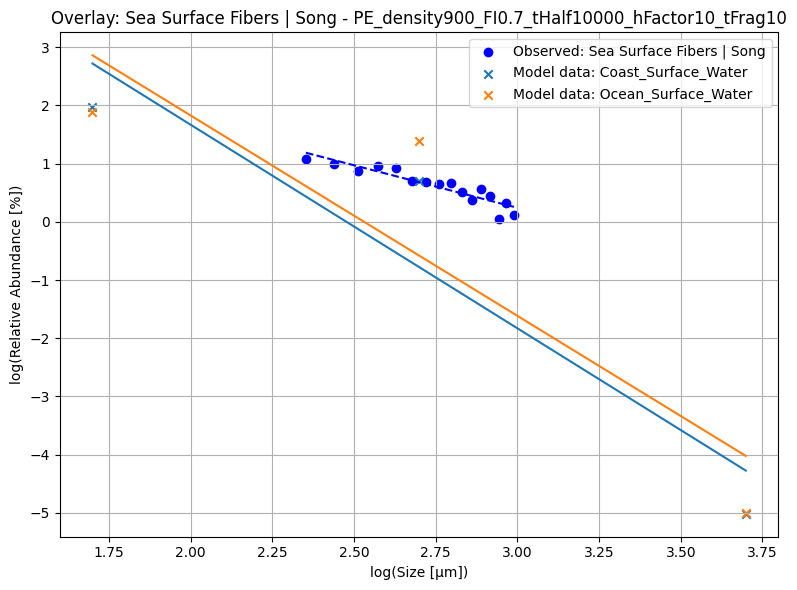 Overlay: Sea Surface Fibers | Song - PE_density900_FI0.7_tHalf10000_hFactor10_tFrag10
Observed: Sea Surface Fibers | Song
Model data: Coast_Surface_Water
Model data: Ocean_Surface_Water
log(Relative Abundance [%])
3
2
1
0
−1
−2
−3
−4
−5
1.75 2.00 2.25 2.50 2.75 3.00 3.25 3.50 3.75
log(Size [μm])